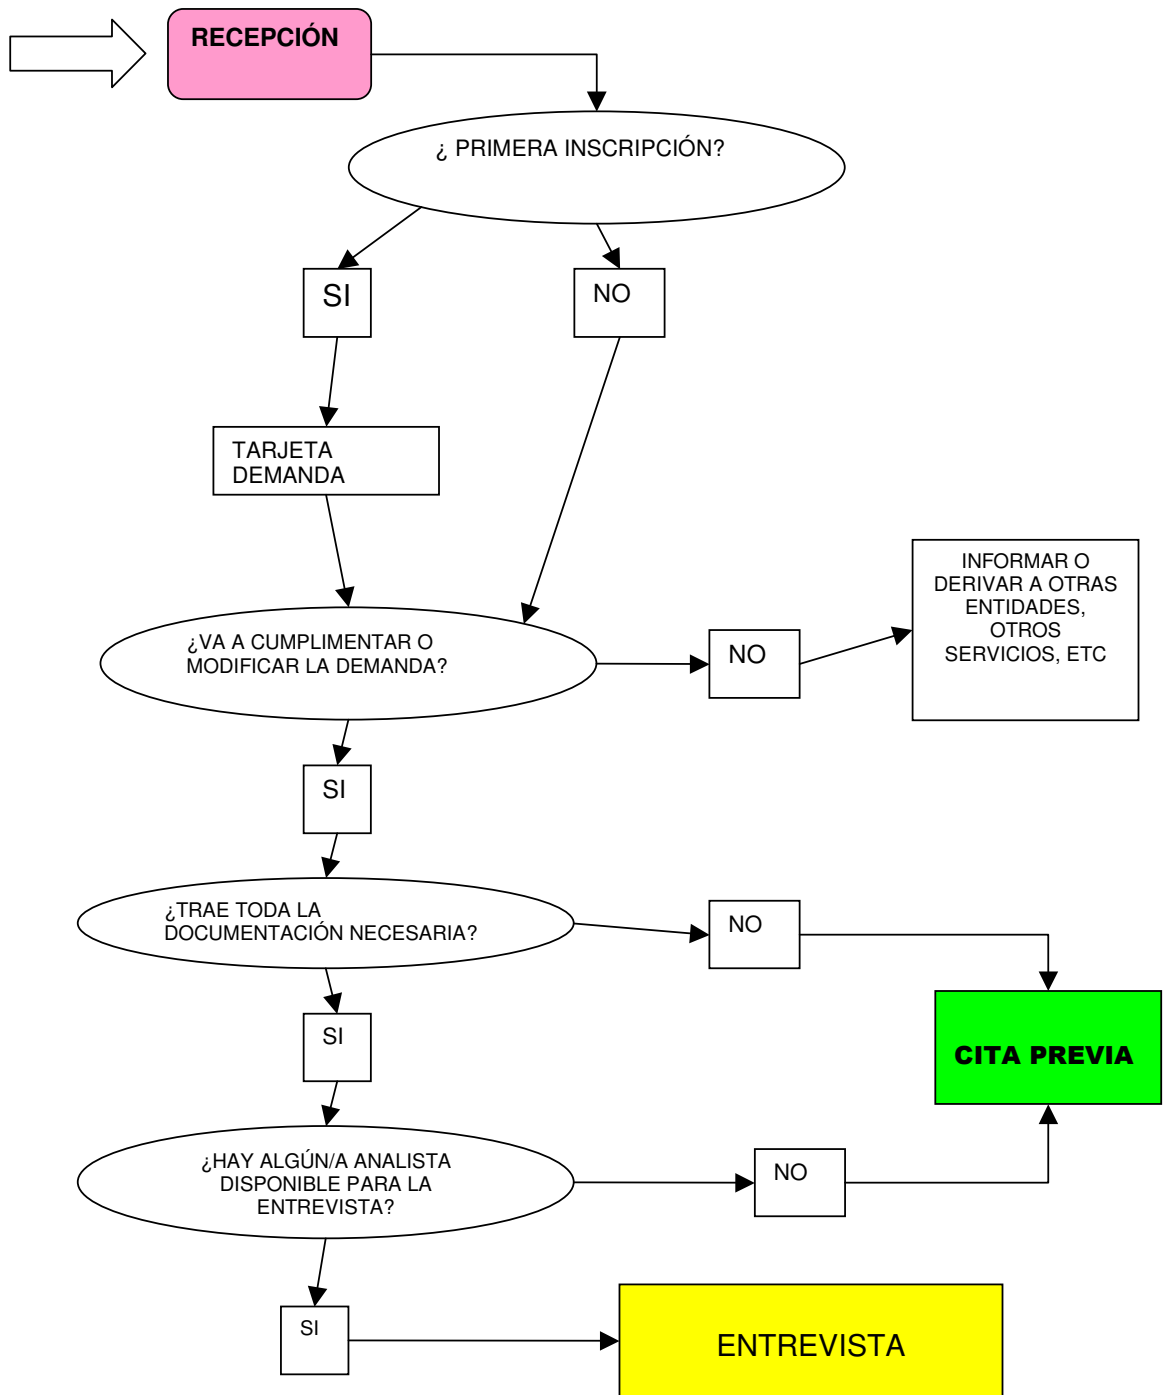 RECEPCIÓN
¿ PRIMERA INSCRIPCIÓN?
SI
NO
TARJETA
DEMANDA
INFORMAR O
DERIVAR A OTRAS
ENTIDADES,
OTROS
SERVICIOS, ETC
¿VA A CUMPLIMENTAR O
MODIFICAR LA DEMANDA?
NO
SI
¿TRAE TODA LA
DOCUMENTACIÓN NECESARIA?
NO
SI
CITA PREVIA
¿HAY ALGÚN/A ANALISTA
DISPONIBLE PARA LA
ENTREVISTA?
NO
SI
ENTREVISTA